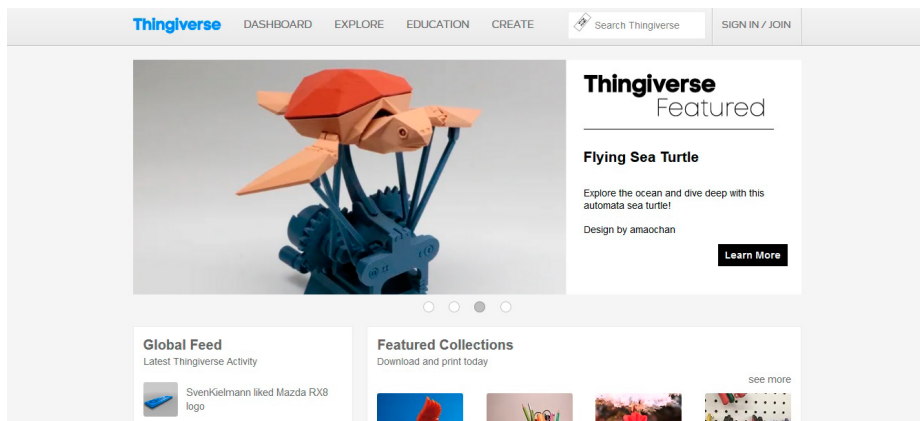 Thingiverse DASHBOARD EXPLORE EDUCATION CREATE Search Thingiverse SIGN IN / JOIN
Thingiverse
Featured
Flying Sea Turtle
Explore the ocean and dive deep with this
automata sea turtle!
Design by amaochan
Learn More
Global Feed
Latest Thingiverse Activity
SvenKielmann liked Mazda RX8
logo
Featured Collections
Download and print today
see more